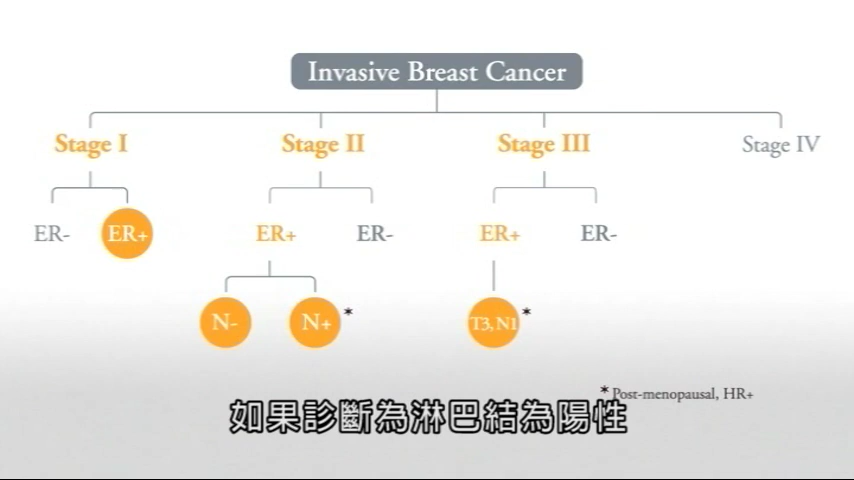 Invasive Breast Cancer
Stage I Stage II Stage III Stage IV
ER- ER+ ER+ ER- ER+ ER-
N- N+ * T3, N1 *
* Post-menopausal, HR+
如果診斷為淋巴結為陽性